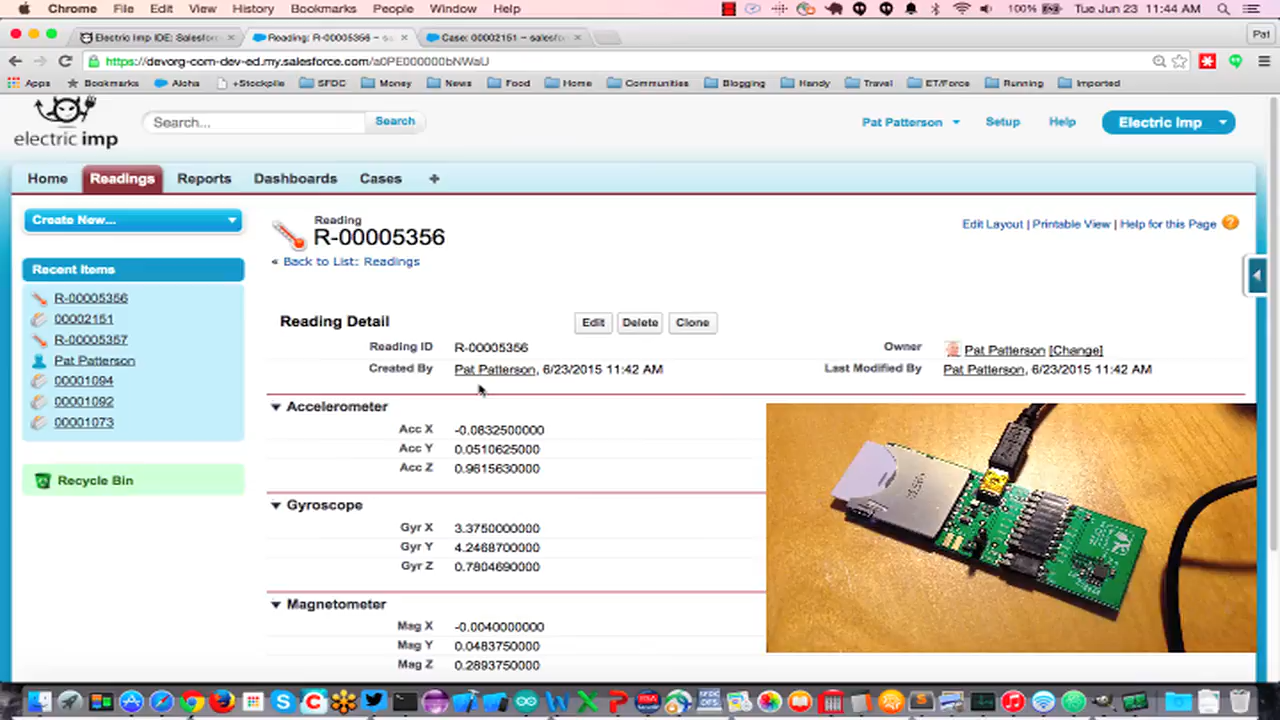 Chrome File Edit View History Bookmarks People Window Help 100% Tue Jun 23 11:44 AM
Electric Imp IDE: Salesfor × Reading: R-00005356 ~ sa × Case: 00002151 ~ salesfo × Pat
https://devorg-com-dev-ed.my.salesforce.com/a0PE000000bNWaU
Apps Bookmarks Aloha +Stockpile SFDC Money News Food Home Communities Blogging Handy Travel ET/Force Running Imported
electric imp
Search... Search
Pat Patterson Setup Help Electric Imp
Home Readings Reports Dashboards Cases +
Create New...
Recent Items
R-00005356
00002151
R-00005357
Pat Patterson
00001094
00001092
00001073
Recycle Bin
Reading
R-00005356
« Back to List: Readings
Edit Layout | Printable View | Help for this Page ?
Reading Detail Edit Delete Clone
Reading ID R-00005356 Owner Pat Patterson [Change]
Created By Pat Patterson, 6/23/2015 11:42 AM Last Modified By Pat Patterson, 6/23/2015 11:42 AM
Accelerometer
Acc X -0.0832500000
Acc Y 0.0510625000
Acc Z 0.9615630000
Gyroscope
Gyr X 3.3750000000
Gyr Y 4.2468700000
Gyr Z 0.7804690000
Magnetometer
Mag X -0.0040000000
Mag Y 0.0483750000
Mag Z 0.2893750000